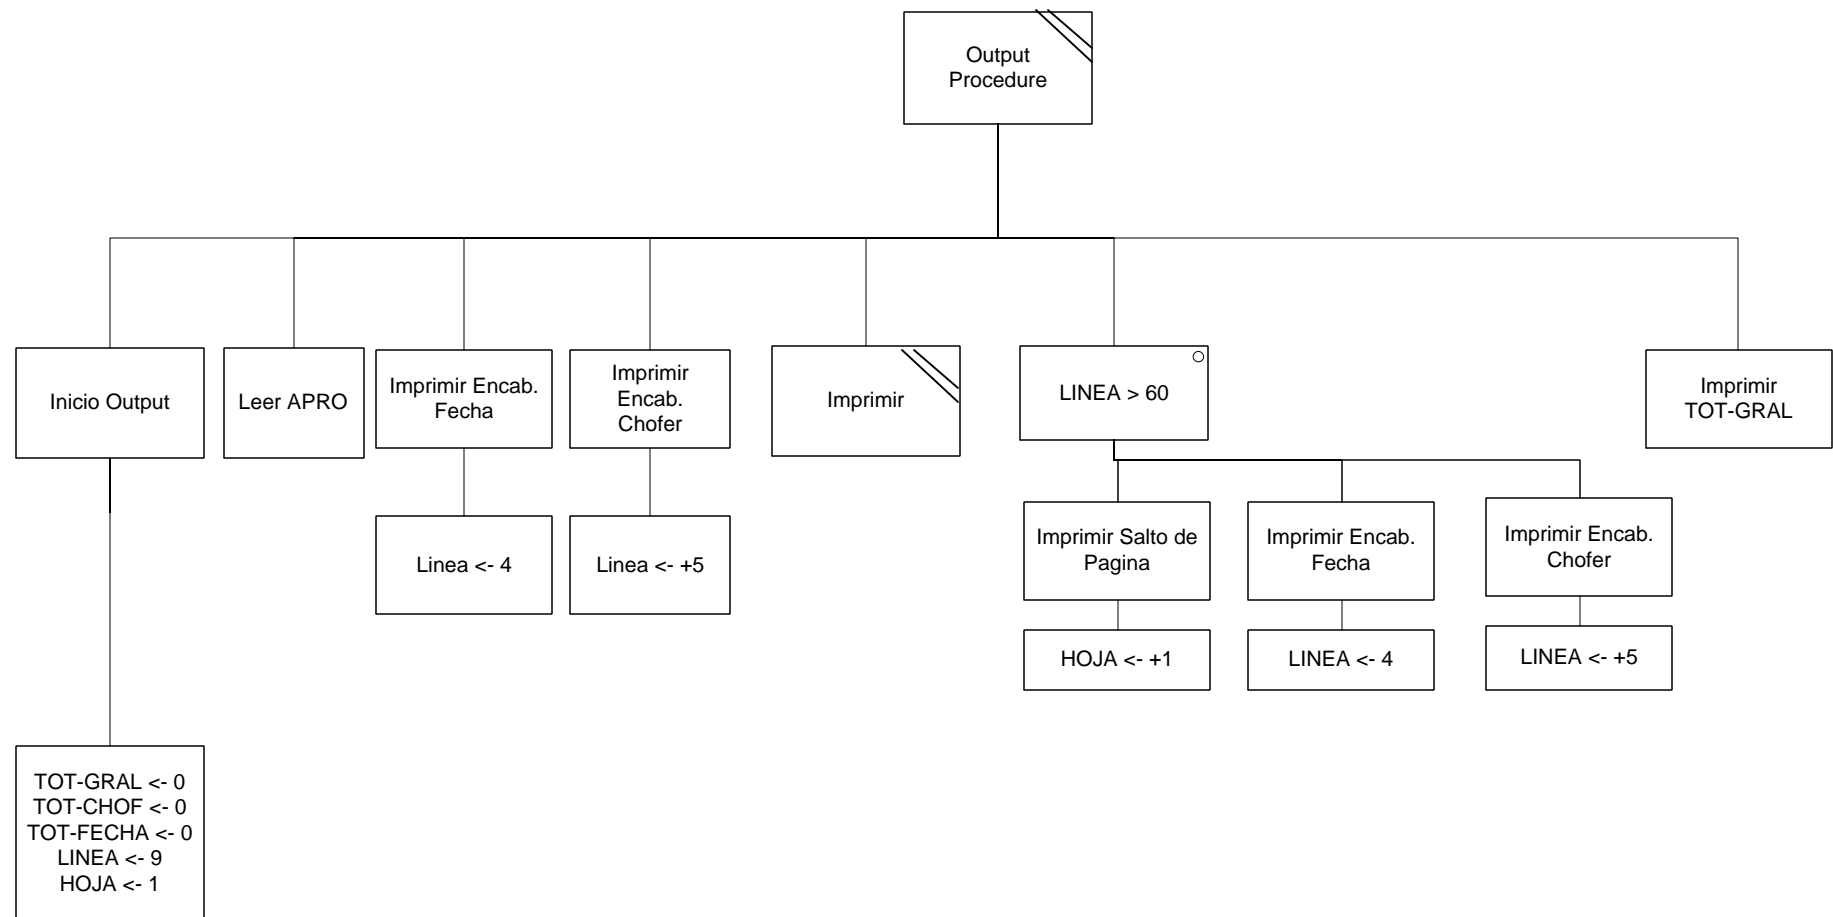 Output
Procedure
Inicio Output
Leer APRO
Imprimir Encab.
Fecha
Imprimir
Encab.
Chofer
Imprimir
LINEA > 60
Imprimir
TOT-GRAL
Linea <- 4
Linea <- +5
Imprimir Salto de
Pagina
Imprimir Encab.
Fecha
Imprimir Encab.
Chofer
HOJA <- +1
LINEA <- 4
LINEA <- +5
TOT-GRAL <- 0
TOT-CHOF <- 0
TOT-FECHA <- 0
LINEA <- 9
HOJA <- 1